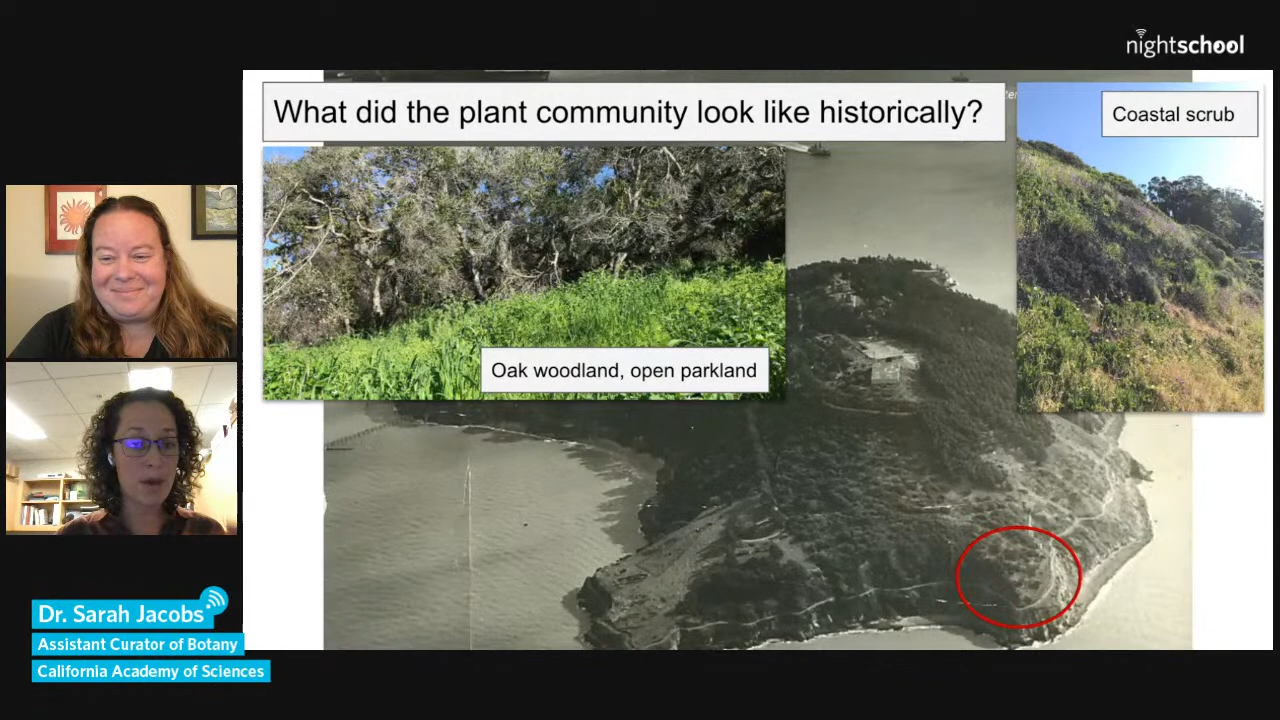 nightschool
What did the plant community look like historically?
Coastal scrub
Oak woodland, open parkland
Dr. Sarah Jacobs
Assistant Curator of Botany
California Academy of Sciences